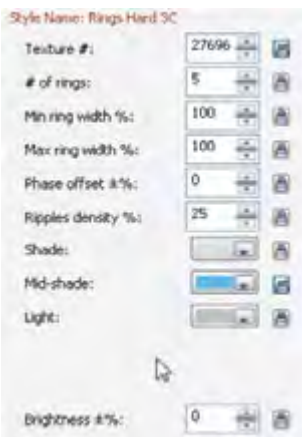 Style Name: Rings Hard 3C
Texture #: 27696
# of rings: 5
Min ring width %: 100
Max ring width %: 100
Phase offset ±%: 0
Ripples density %: 25
Shade:
Mid-shade:
Light:
Brightness ±%: 0